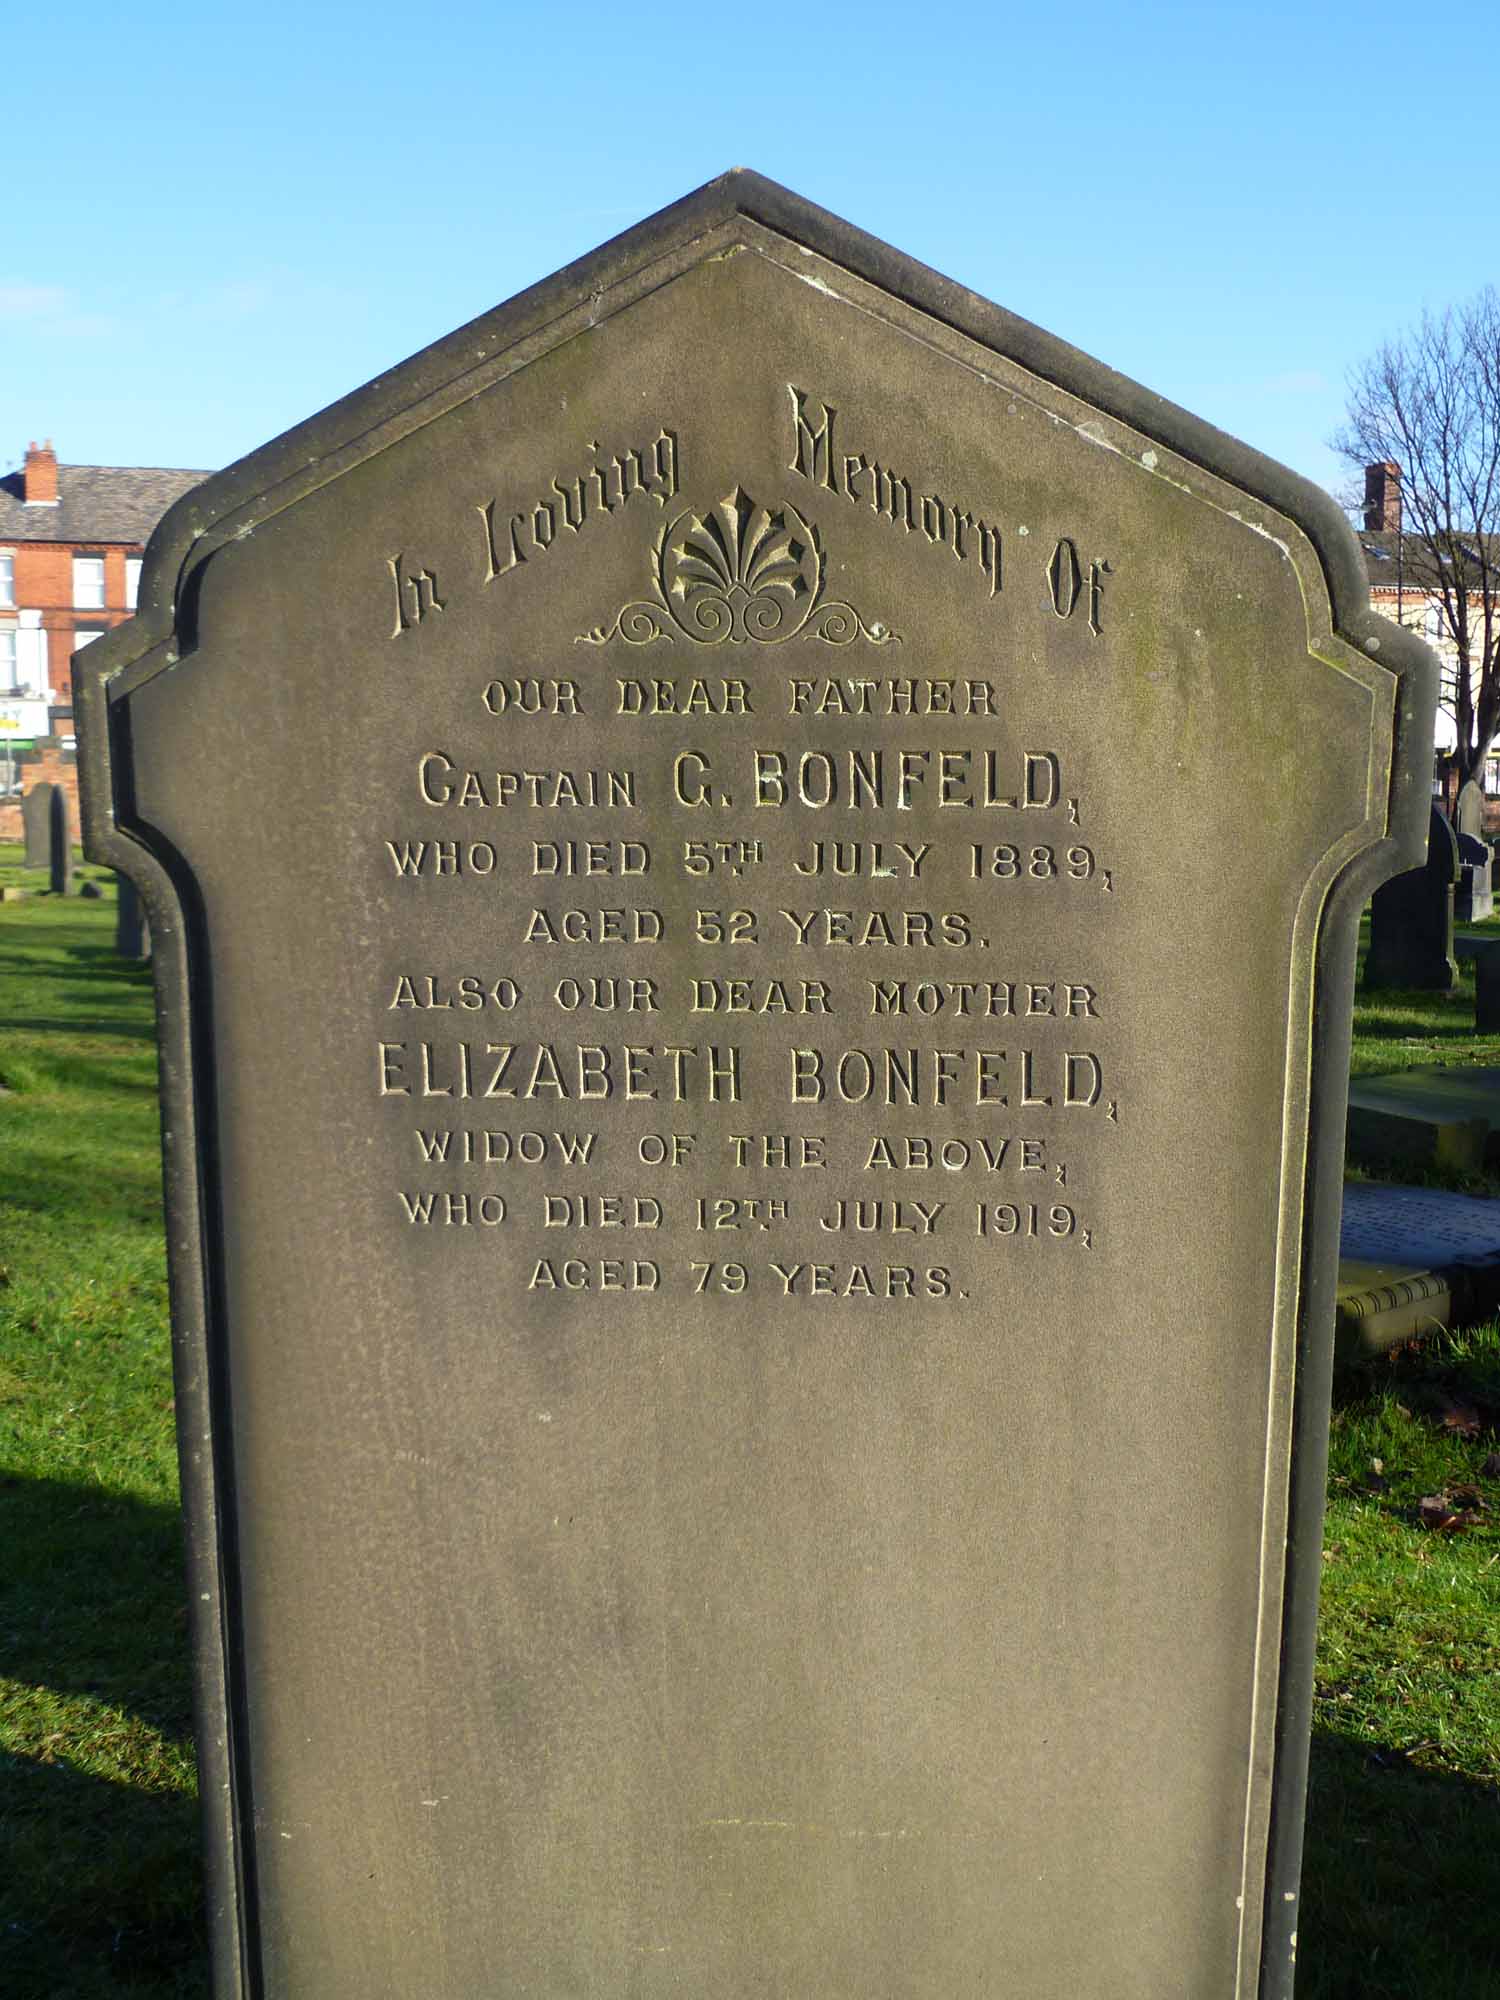 In Loving Memory Of
OUR DEAR FATHER
CAPTAIN G. BONFELD,
WHO DIED 5TH JULY 1889,
AGED 52 YEARS.
ALSO OUR DEAR MOTHER
ELIZABETH BONFELD,
WIDOW OF THE ABOVE,
WHO DIED 12TH JULY 1919,
AGED 79 YEARS.